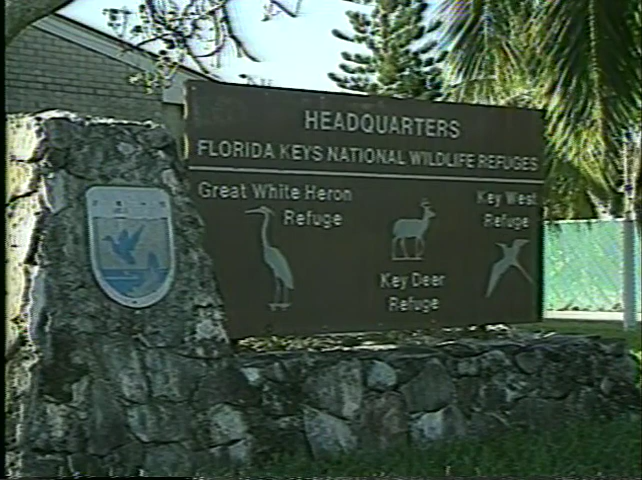 HEADQUARTERS
FLORIDA KEYS NATIONAL WILDLIFE REFUGES
Great White Heron
Refuge
Key Deer
Refuge
Key West
Refuge